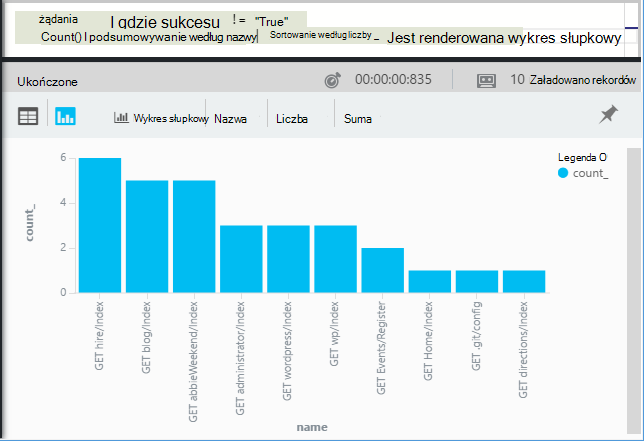 żądania I gdzie sukcesu != "True"
Count() I podsumowywanie według nazwy Sortowanie według liczby_ Jest renderowana wykres słupkowy
Ukończone 00:00:00:835 10 Załadowano rekordów
Wykres słupkowy Nazwa Liczba Suma
Legenda O
count_
6
4
2
0
count_
GET hire/Index
GET blog/Index
GET abbieWeekend/Index
GET administrator/Index
GET wordpress/Index
GET wp/Index
GET Events/Register
GET Home/Index
GET .git/config
GET directions/Index
name